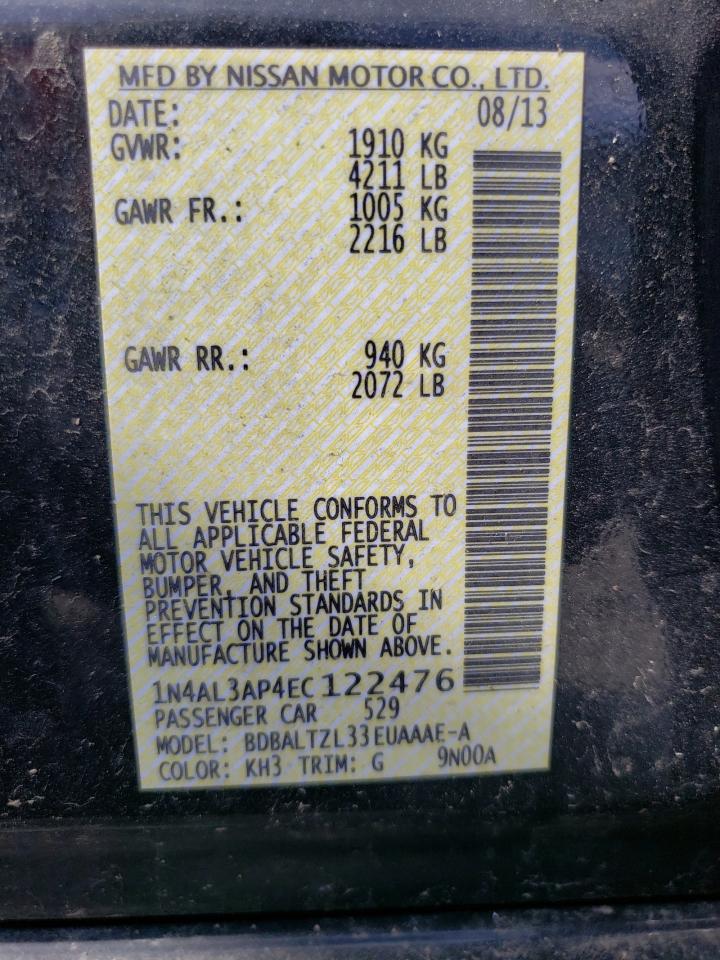 MFD BY NISSAN MOTOR CO., LTD.
DATE: 08/13
GVWR: 1910 KG
4211 LB
GAWR FR.: 1005 KG
2216 LB
GAWR RR.: 940 KG
2072 LB
THIS VEHICLE CONFORMS TO
ALL APPLICABLE FEDERAL
MOTOR VEHICLE SAFETY,
BUMPER, AND THEFT
PREVENTION STANDARDS IN
EFFECT ON THE DATE OF
MANUFACTURE SHOWN ABOVE.
1N4AL3AP4EC122476
PASSENGER CAR 529
MODEL: BDBALTZL33EUAAAE-A
COLOR: KH3 TRIM: G 9N00A